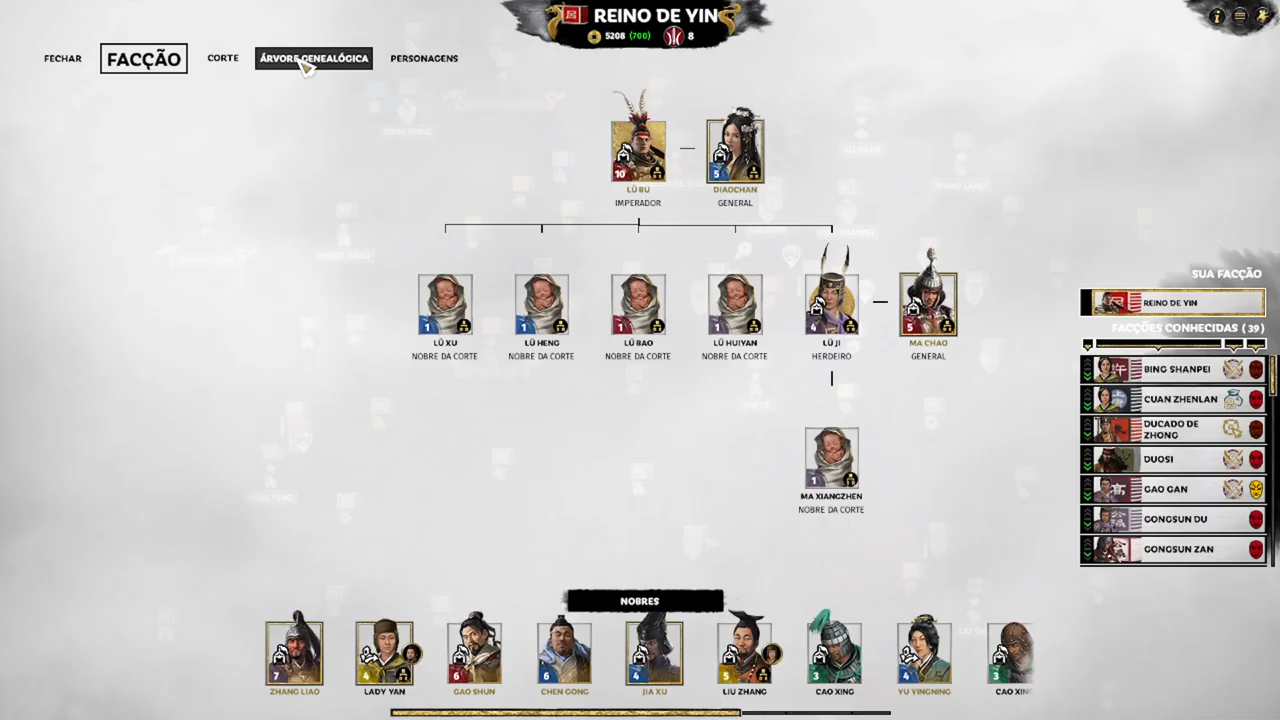 REINO DE YIN
5208 (700) 8
FECHAR FACÇÃO CORTE ÁRVORE GENEALÓGICA PERSONAGENS
10 5
LÜ BU DIAOCHAN
IMPERADOR GENERAL
1 1 1 1 4 5
LÜ XU LÜ HENG LÜ BAO LÜ HUIYAN LÜ JI MA CHAO
NOBRE DA CORTE NOBRE DA CORTE NOBRE DA CORTE NOBRE DA CORTE HERDEIRO GENERAL
1
MA XIANGZHEN
NOBRE DA CORTE
SUA FACÇÃO
REINO DE YIN
FACÇÕES CONHECIDAS (39)
BING SHANPEI
CUAN ZHENLAN
DUCADO DE
ZHONG
DUOSI
GAO GAN
GONGSUN DU
GONGSUN ZAN
NOBRES
7 4 6 6 4 5 3 4 3
ZHANG LIAO LADY YAN GAO SHUN CHEN GONG JIA XU LIU ZHANG CAO XING YU YINGNING CAO XING